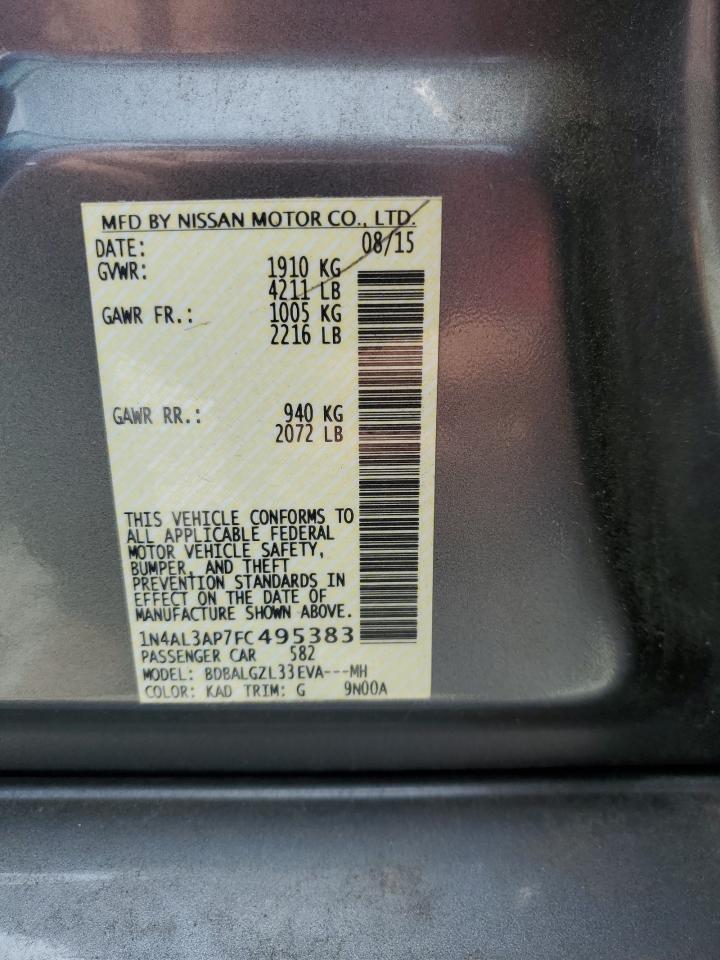 MFD BY NISSAN MOTOR CO., LTD.
DATE: 08/15
GVWR: 1910 KG
4211 LB
GAWR FR.: 1005 KG
2216 LB
GAWR RR.: 940 KG
2072 LB
THIS VEHICLE CONFORMS TO
ALL APPLICABLE FEDERAL
MOTOR VEHICLE SAFETY,
BUMPER, AND THEFT
PREVENTION STANDARDS IN
EFFECT ON THE DATE OF
MANUFACTURE SHOWN ABOVE.
1N4AL3AP7FC495383
PASSENGER CAR 582
MODEL: BDBALGZL33EVA---MH
COLOR: KAD TRIM: G 9N00A